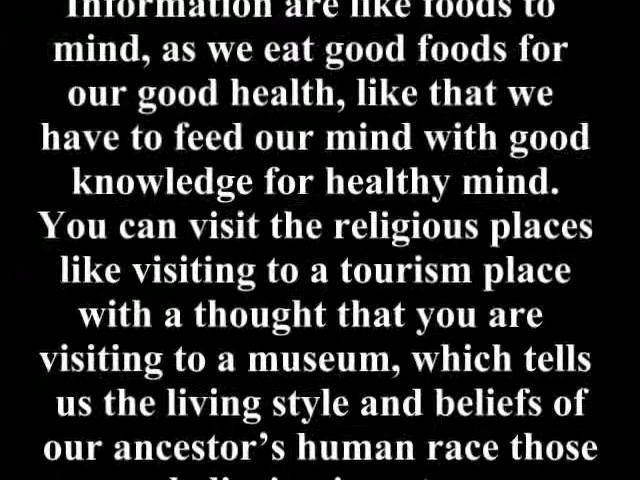 Information are like foods to
mind, as we eat good foods for
our good health, like that we
have to feed our mind with good
knowledge for healthy mind.
You can visit the religious places
like visiting to a tourism place
with a thought that you are
visiting to a museum, which tells
us the living style and beliefs of
our ancestor’s human race those